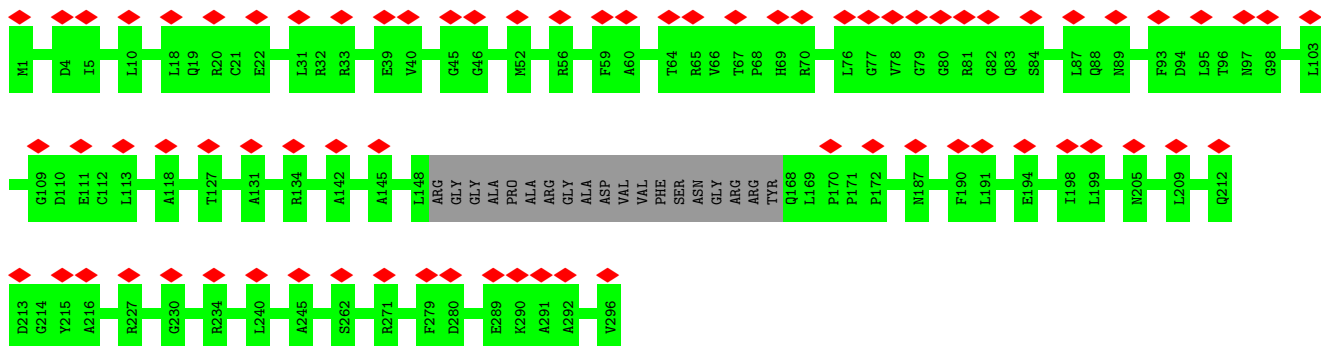 M1 D4 I5 L10 L18 Q19 R20 C21 E22 L31 R32 R33 E39 V40 G45 G46 M52 R56 F59 A60 T64 R65 V66 T67 P68 H69 R70 L76 G77 V78 G79 G80 R81 G82 Q83 S84 L87 Q88 N89 F93 D94 L95 T96 N97 G98 L103
G109 D110 E111 C112 L113 A118 T127 A131 R134 A142 A145 L148 ARG GLY GLY ALA PRO ALA ARG GLY ALA ASP VAL VAL PHE SER ASN GLY ARG ARG TYR Q168 L169 P170 P171 P172 N187 F190 L191 E194 I198 L199 N205 L209 Q212
D213 G214 Y215 A216 R227 G230 R234 L240 A245 S262 R271 F279 D280 E289 K290 A291 A292 V296